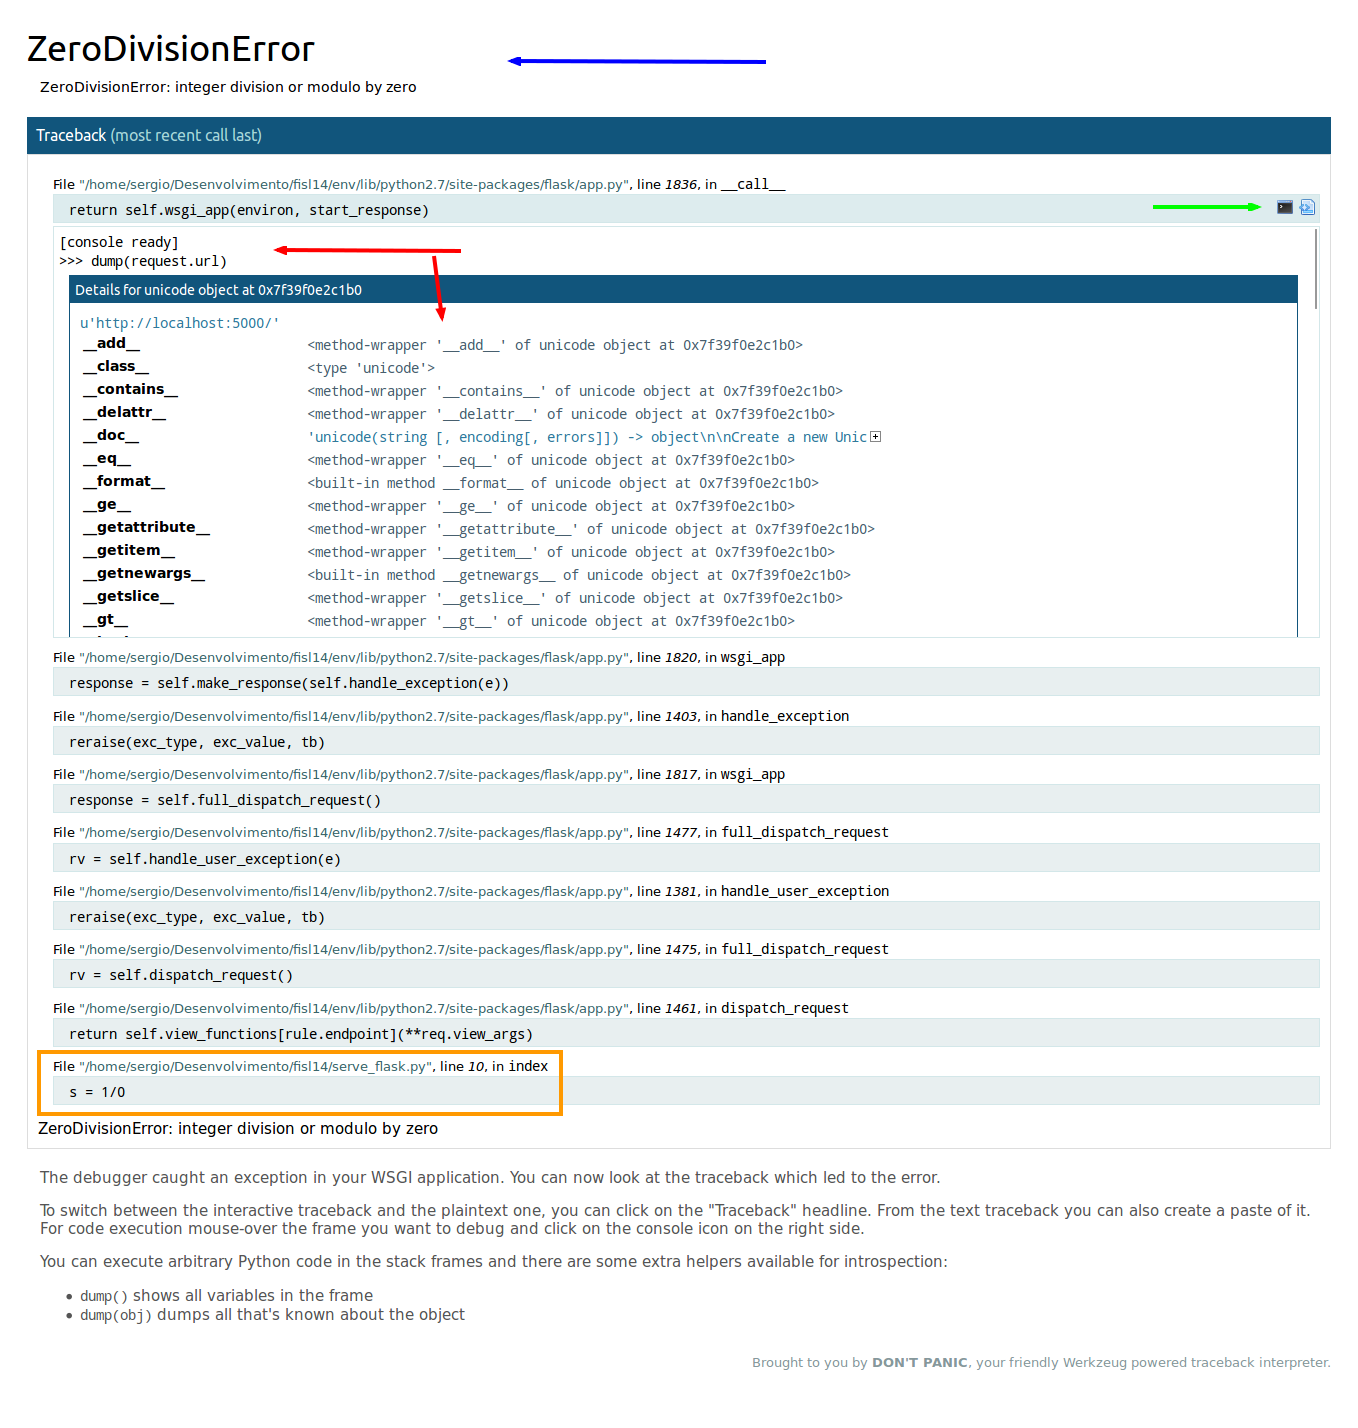 ZeroDivisionError
ZeroDivisionError: integer division or modulo by zero
Traceback (most recent call last)
File "/home/sergio/Desenvolvimento/fisl14/env/lib/python2.7/site-packages/flask/app.py", line 1836, in __call__
return self.wsgi_app(environ, start_response)
[console ready]
>>> dump(request.url)
Details for unicode object at 0x7f39f0e2c1b0
u'http://localhost:5000/'
__add__ <method-wrapper '__add__' of unicode object at 0x7f39f0e2c1b0>
__class__ <type 'unicode'>
__contains__ <method-wrapper '__contains__' of unicode object at 0x7f39f0e2c1b0>
__delattr__ <method-wrapper '__delattr__' of unicode object at 0x7f39f0e2c1b0>
__doc__ 'unicode(string [, encoding[, errors]]) -> object\n\nCreate a new Unic
__eq__ <method-wrapper '__eq__' of unicode object at 0x7f39f0e2c1b0>
__format__ <built-in method __format__ of unicode object at 0x7f39f0e2c1b0>
__ge__ <method-wrapper '__ge__' of unicode object at 0x7f39f0e2c1b0>
__getattribute__ <method-wrapper '__getattribute__' of unicode object at 0x7f39f0e2c1b0>
__getitem__ <method-wrapper '__getitem__' of unicode object at 0x7f39f0e2c1b0>
__getnewargs__ <built-in method __getnewargs__ of unicode object at 0x7f39f0e2c1b0>
__getslice__ <method-wrapper '__getslice__' of unicode object at 0x7f39f0e2c1b0>
__gt__ <method-wrapper '__gt__' of unicode object at 0x7f39f0e2c1b0>
File "/home/sergio/Desenvolvimento/fisl14/env/lib/python2.7/site-packages/flask/app.py", line 1820, in wsgi_app
response = self.make_response(self.handle_exception(e))
File "/home/sergio/Desenvolvimento/fisl14/env/lib/python2.7/site-packages/flask/app.py", line 1403, in handle_exception
reraise(exc_type, exc_value, tb)
File "/home/sergio/Desenvolvimento/fisl14/env/lib/python2.7/site-packages/flask/app.py", line 1817, in wsgi_app
response = self.full_dispatch_request()
File "/home/sergio/Desenvolvimento/fisl14/env/lib/python2.7/site-packages/flask/app.py", line 1477, in full_dispatch_request
rv = self.handle_user_exception(e)
File "/home/sergio/Desenvolvimento/fisl14/env/lib/python2.7/site-packages/flask/app.py", line 1381, in handle_user_exception
reraise(exc_type, exc_value, tb)
File "/home/sergio/Desenvolvimento/fisl14/env/lib/python2.7/site-packages/flask/app.py", line 1475, in full_dispatch_request
rv = self.dispatch_request()
File "/home/sergio/Desenvolvimento/fisl14/env/lib/python2.7/site-packages/flask/app.py", line 1461, in dispatch_request
return self.view_functions[rule.endpoint](**req.view_args)
File "/home/sergio/Desenvolvimento/fisl14/serve_flask.py", line 10, in index
s = 1/0
ZeroDivisionError: integer division or modulo by zero
The debugger caught an exception in your WSGI application. You can now look at the traceback which led to the error.
To switch between the interactive traceback and the plaintext one, you can click on the "Traceback" headline. From the text traceback you can also create a paste of it.
For code execution mouse-over the frame you want to debug and click on the console icon on the right side.
You can execute arbitrary Python code in the stack frames and there are some extra helpers available for introspection:
• dump() shows all variables in the frame
• dump(obj) dumps all that's known about the object
Brought to you by DON'T PANIC, your friendly Werkzeug powered traceback interpreter.